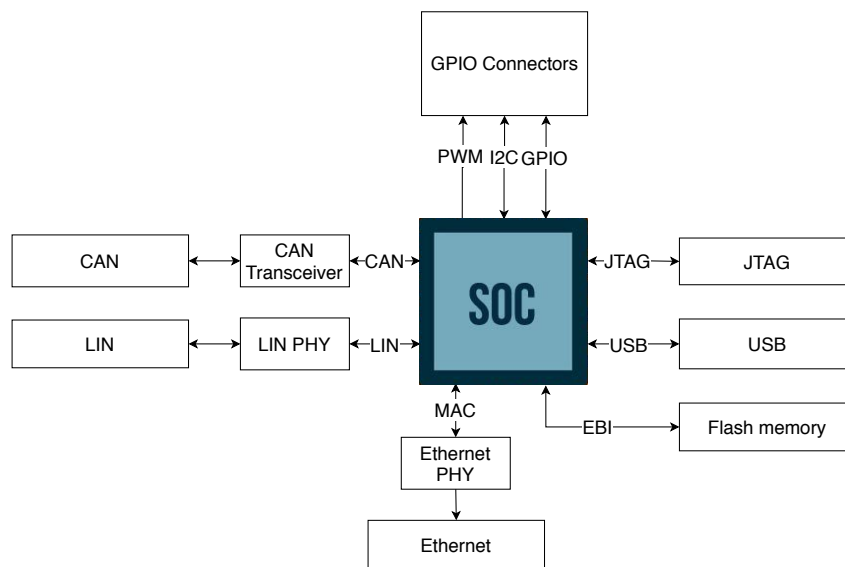 GPIO Connectors
PWM I2C GPIO
CAN
CAN
Transceiver
CAN
SOC
JTAG
JTAG
LIN
LIN PHY
LIN
USB
USB
MAC
EBI
Flash memory
Ethernet
PHY
Ethernet